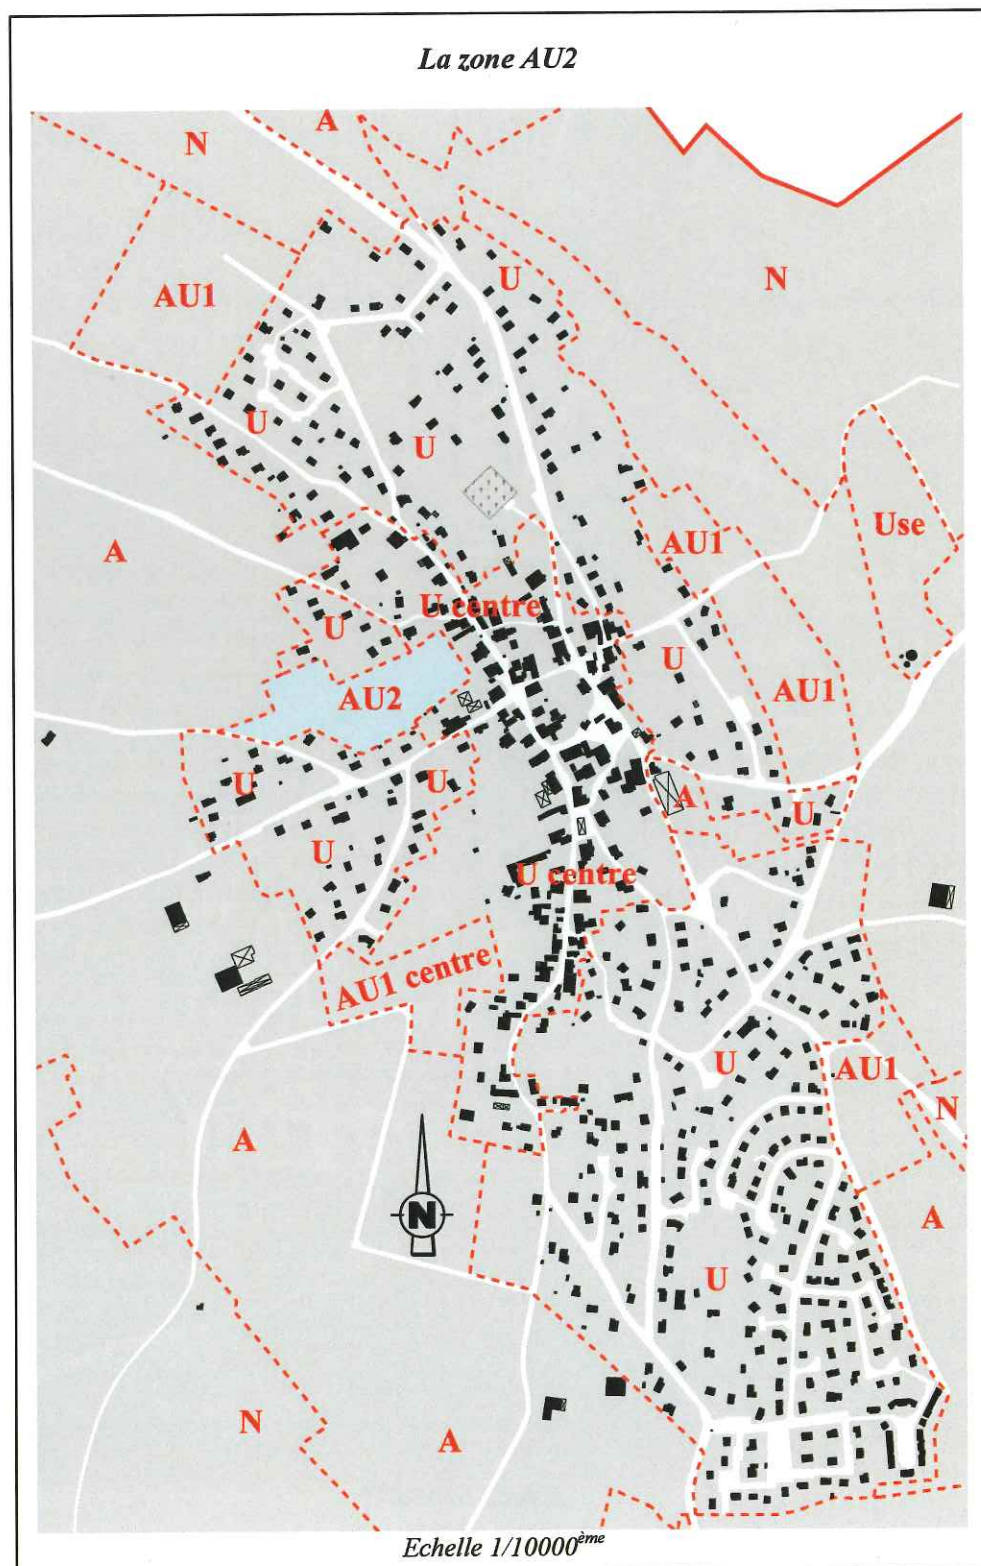 La zone AU2
A
N
U
N
AU1
U
U
Use
A
AU1
U centre
U
U
AU2
AU1
U
U
A
U
U
U centre
AU1 centre
U
AU1
N
A
N
A
U
N
A
Echelle 1/10000ème